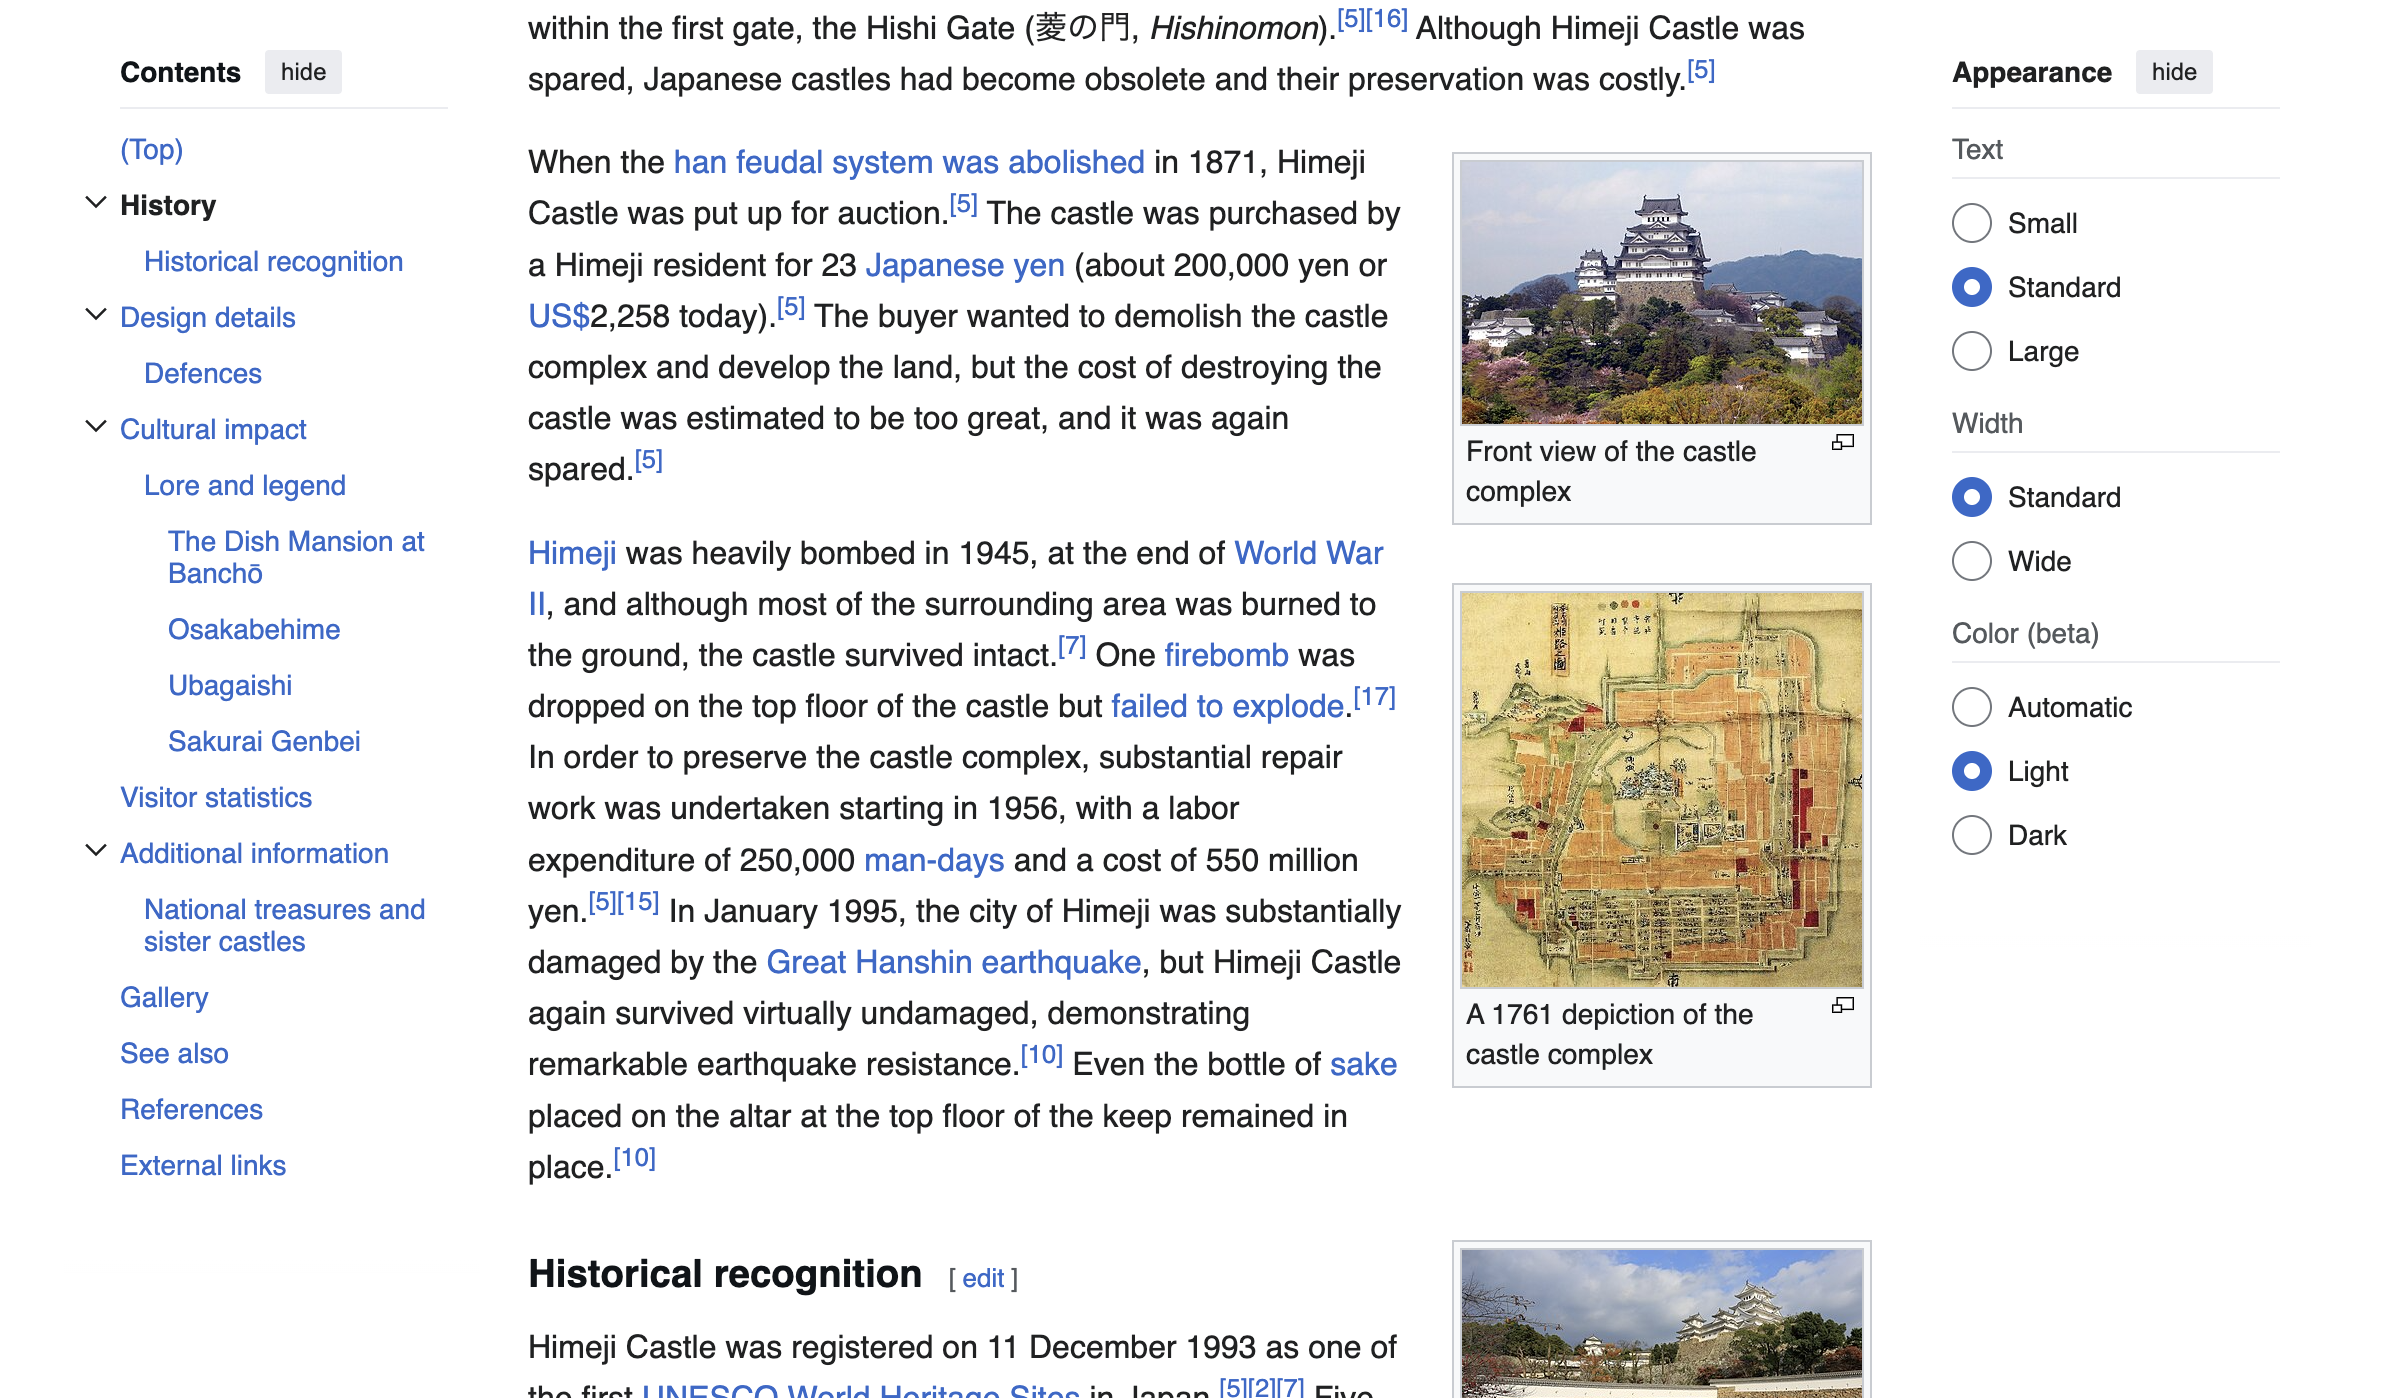 Contents hide
(Top)
History
Historical recognition
Design details
Defences
Cultural impact
Lore and legend
The Dish Mansion at
Banchō
Osakabehime
Ubagaishi
Sakurai Genbei
Visitor statistics
Additional information
National treasures and
sister castles
Gallery
See also
References
External links
within the first gate, the Hishi Gate (菱の門, Hishinomon).[5][16] Although Himeji Castle was
spared, Japanese castles had become obsolete and their preservation was costly.[5]
When the han feudal system was abolished in 1871, Himeji
Castle was put up for auction.[5] The castle was purchased by
a Himeji resident for 23 Japanese yen (about 200,000 yen or
US$2,258 today).[5] The buyer wanted to demolish the castle
complex and develop the land, but the cost of destroying the
castle was estimated to be too great, and it was again
spared.[5]
Himeji was heavily bombed in 1945, at the end of World War
II, and although most of the surrounding area was burned to
the ground, the castle survived intact.[7] One firebomb was
dropped on the top floor of the castle but failed to explode.[17]
In order to preserve the castle complex, substantial repair
work was undertaken starting in 1956, with a labor
expenditure of 250,000 man-days and a cost of 550 million
yen.[5][15] In January 1995, the city of Himeji was substantially
damaged by the Great Hanshin earthquake, but Himeji Castle
again survived virtually undamaged, demonstrating
remarkable earthquake resistance.[10] Even the bottle of sake
placed on the altar at the top floor of the keep remained in
place.[10]
Front view of the castle
complex
A 1761 depiction of the
castle complex
Historical recognition [ edit ]
Himeji Castle was registered on 11 December 1993 as one of
the first UNESCO World Heritage Sites in Japan.[5][2][7] Five
Appearance hide
Text
Small
Standard
Large
Width
Standard
Wide
Color (beta)
Automatic
Light
Dark